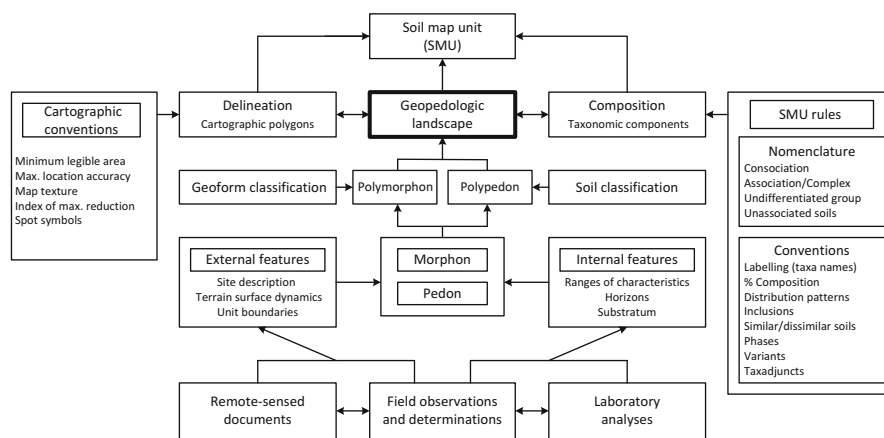 Soil map unit
(SMU)
Cartographic
conventions
Minimum legible area
Max. location accuracy
Map texture
Index of max. reduction
Spot symbols
Delineation
Cartographic polygons
Geopedologic
landscape
Composition
Taxonomic components
SMU rules
Nomenclature
Consociation
Association/Complex
Undifferentiated group
Unassociated soils
Conventions
Labelling (taxa names)
% Composition
Distribution patterns
Inclusions
Similar/dissimilar soils
Phases
Variants
Taxadjuncts
Geoform classification
Polymorphon
Polypedon
Soil classification
External features
Site description
Terrain surface dynamics
Unit boundaries
Morphon
Pedon
Internal features
Ranges of characteristics
Horizons
Substratum
Remote-sensed
documents
Field observations
and determinations
Laboratory
analyses